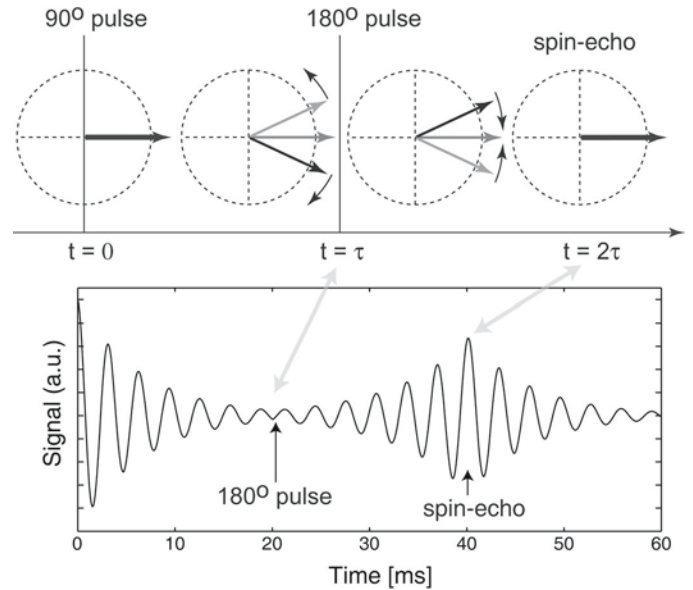 90º pulse
180º pulse
spin-echo
t = 0
t = τ
t = 2τ
Signal (a.u.)
180º pulse
spin-echo
0
10
20
30
40
50
60
Time [ms]